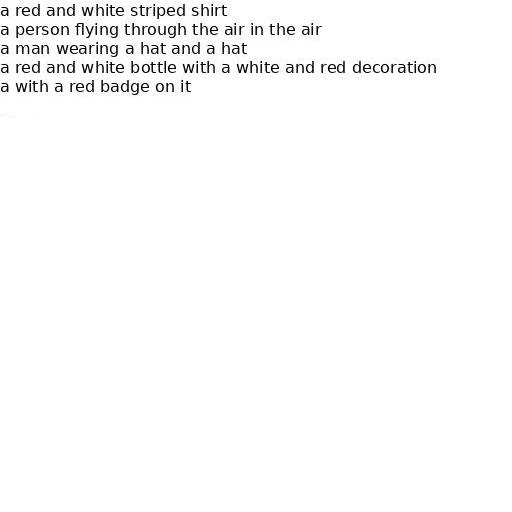 a red and white striped shirt
a person flying through the air in the air
a man wearing a hat and a hat
a red and white bottle with a white and red decoration
a with a red badge on it